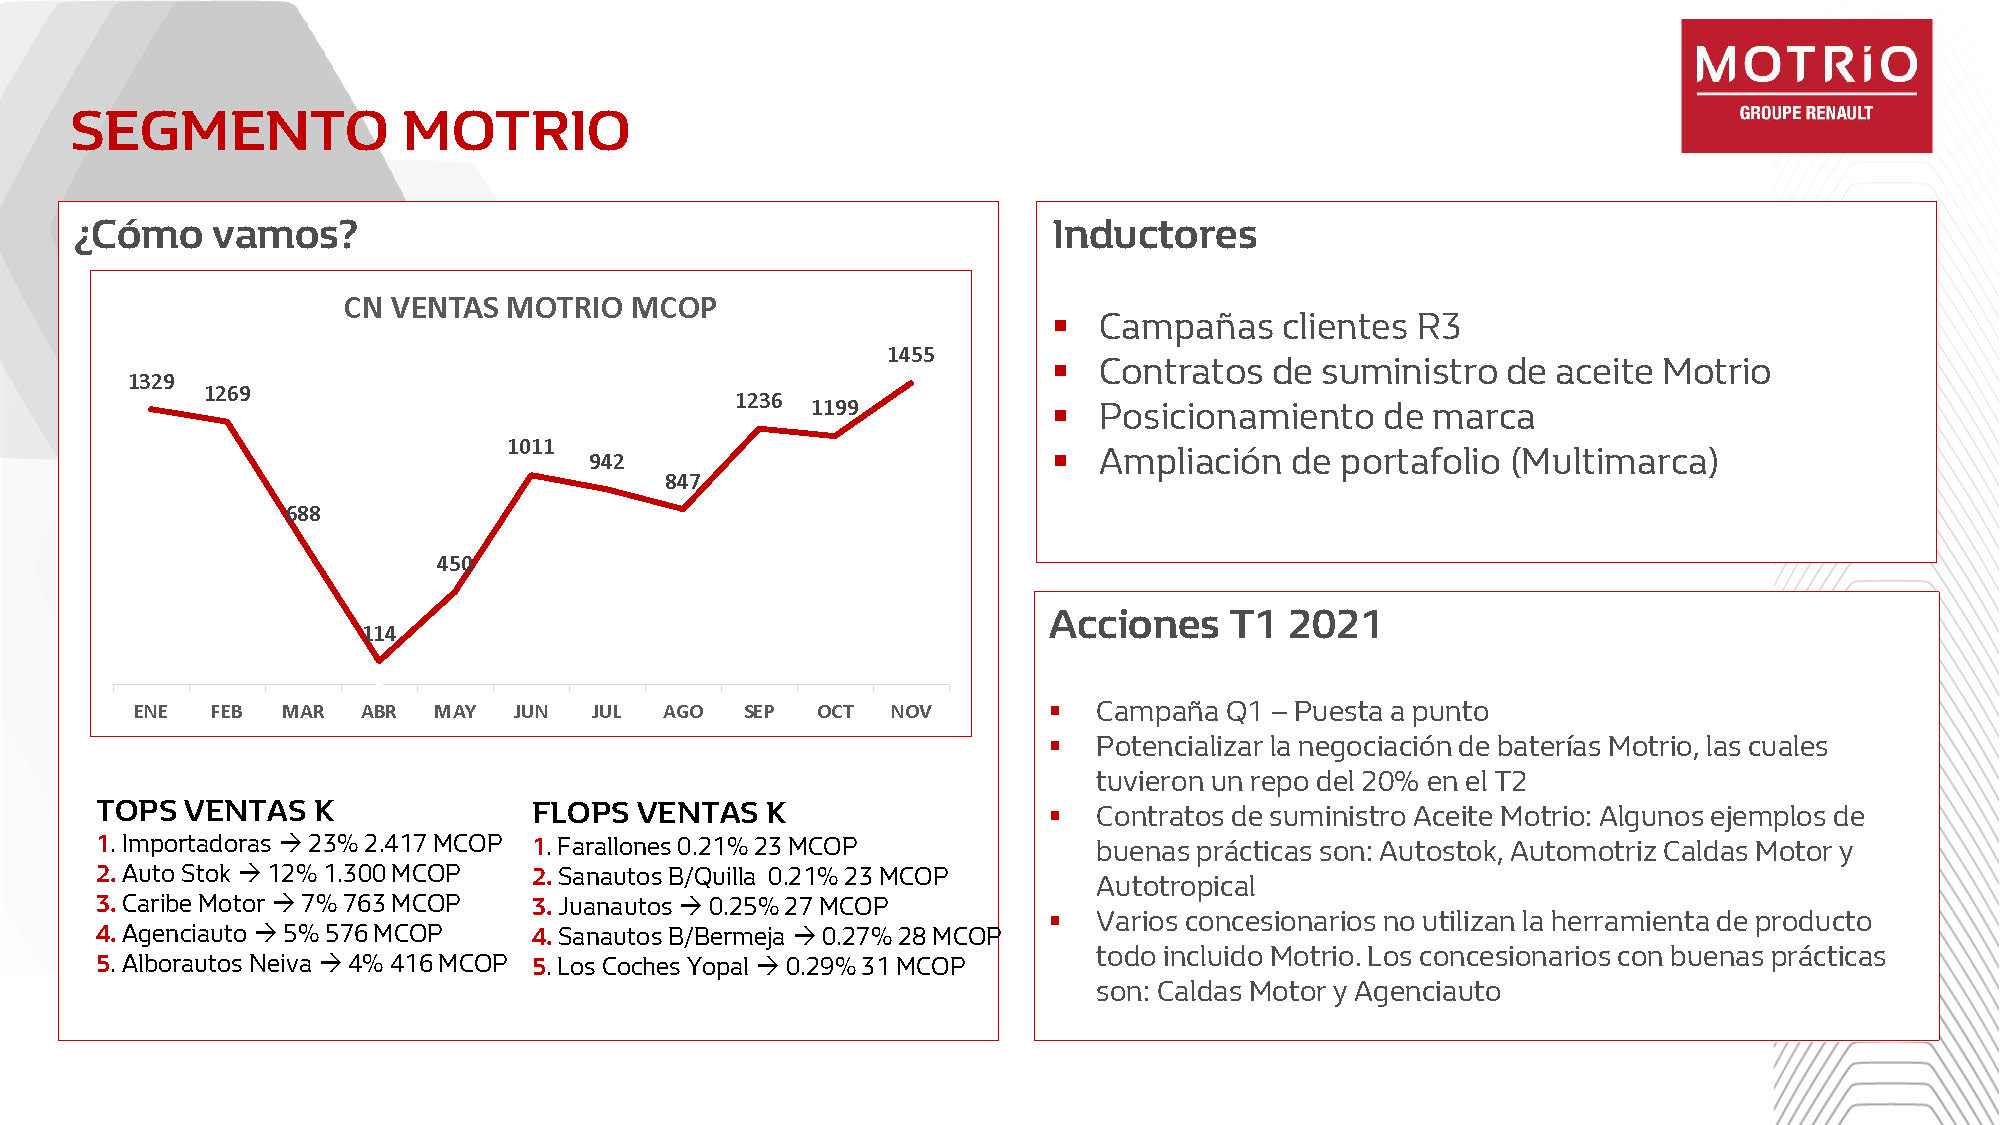 MOTRiO
GROUPE RENAULT
SEGMENTO MOTRIO
¿Cómo vamos?
CN VENTAS MOTRIO MCOP
1329
1269
688
114
450
1011
942
847
1236
1199
1455
ENE FEB MAR ABR MAY JUN JUL AGO SEP OCT NOV
TOPS VENTAS K
1. Importadoras → 23% 2.417 MCOP
2. Auto Stok → 12% 1.300 MCOP
3. Caribe Motor → 7% 763 MCOP
4. Agenciauto → 5% 576 MCOP
5. Alborautos Neiva → 4% 416 MCOP
FLOPS VENTAS K
1. Farallones 0.21% 23 MCOP
2. Sanautos B/Quilla 0.21% 23 MCOP
3. Juanautos → 0.25% 27 MCOP
4. Sanautos B/Bermeja → 0.27% 28 MCOP
5. Los Coches Yopal → 0.29% 31 MCOP
Inductores
▪ Campañas clientes R3
▪ Contratos de suministro de aceite Motrio
▪ Posicionamiento de marca
▪ Ampliación de portafolio (Multimarca)
Acciones T1 2021
▪ Campaña Q1 – Puesta a punto
▪ Potencializar la negociación de baterías Motrio, las cuales
tuvieron un repo del 20% en el T2
▪ Contratos de suministro Aceite Motrio: Algunos ejemplos de
buenas prácticas son: Autostok, Automotriz Caldas Motor y
Autotropical
▪ Varios concesionarios no utilizan la herramienta de producto
todo incluido Motrio. Los concesionarios con buenas prácticas
son: Caldas Motor y Agenciauto